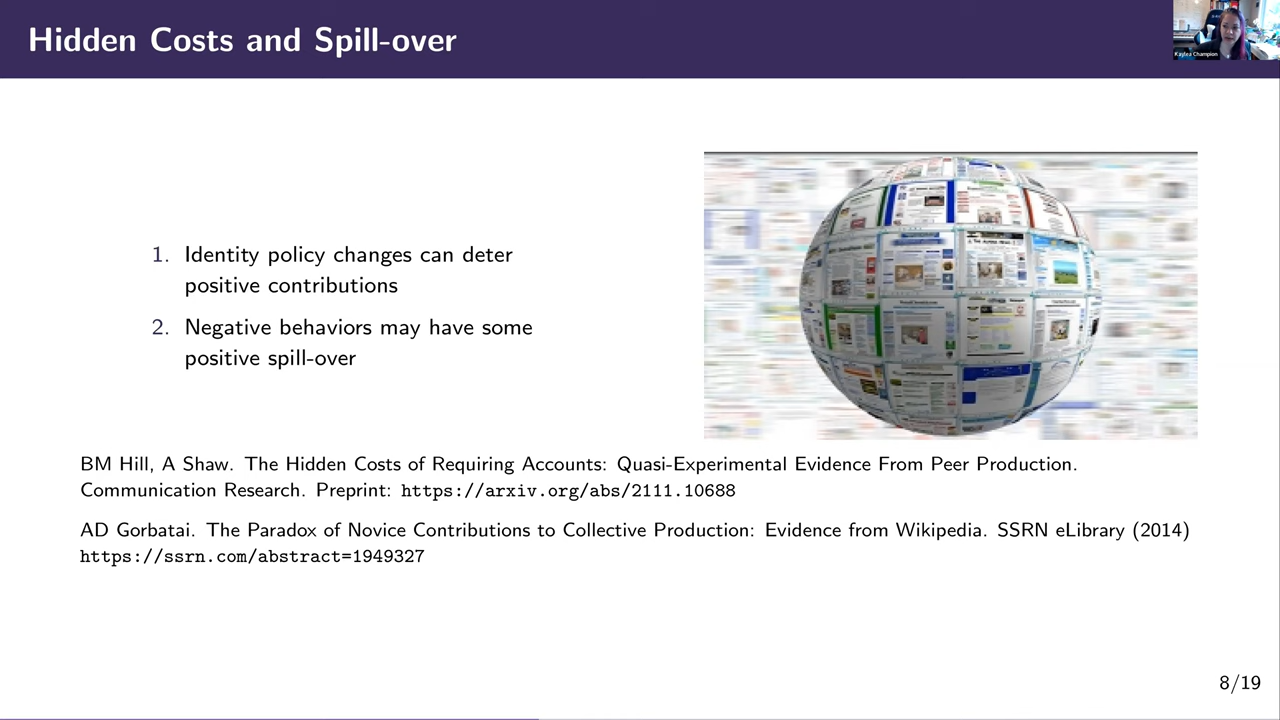 Hidden Costs and Spill-over
Kaylea Champion
1. Identity policy changes can deter
positive contributions
2. Negative behaviors may have some
positive spill-over
BM Hill, A Shaw. The Hidden Costs of Requiring Accounts: Quasi-Experimental Evidence From Peer Production.
Communication Research. Preprint: https://arxiv.org/abs/2111.10688
AD Gorbatai. The Paradox of Novice Contributions to Collective Production: Evidence from Wikipedia. SSRN eLibrary (2014)
https://ssrn.com/abstract=1949327
8/19